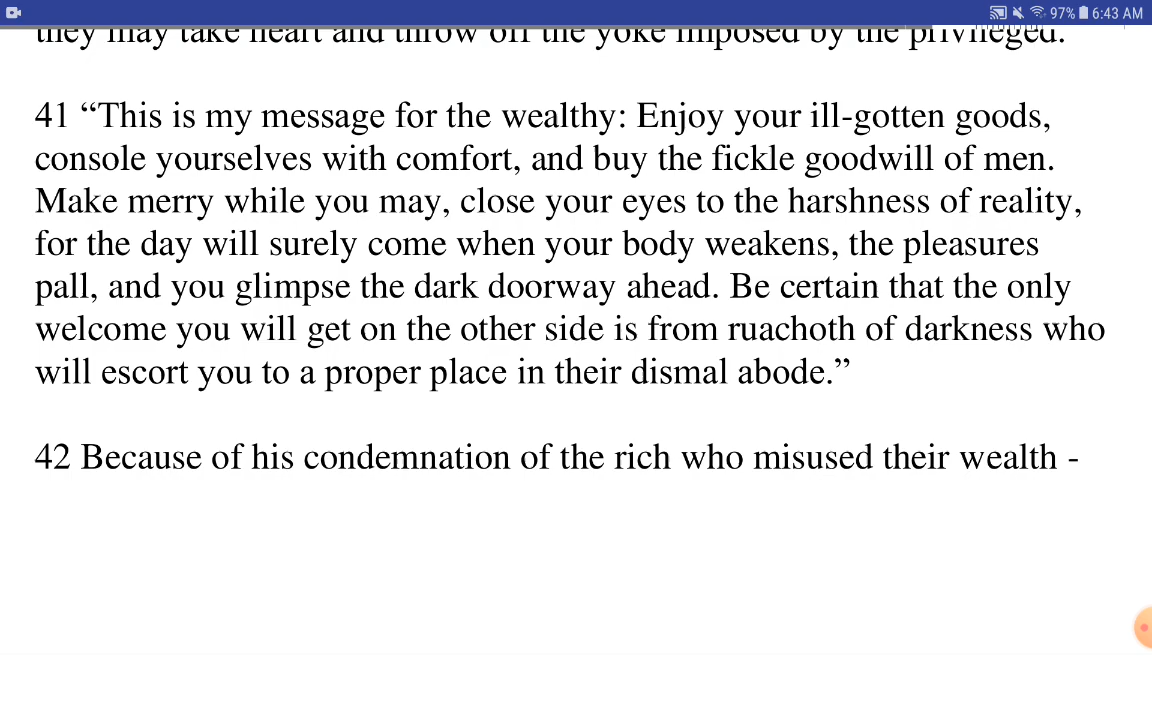 97% 6:43 AM
they may take heart and throw off the yoke imposed by the privileged.
41 “This is my message for the wealthy: Enjoy your ill-gotten goods,
console yourselves with comfort, and buy the fickle goodwill of men.
Make merry while you may, close your eyes to the harshness of reality,
for the day will surely come when your body weakens, the pleasures
pall, and you glimpse the dark doorway ahead. Be certain that the only
welcome you will get on the other side is from ruachoth of darkness who
will escort you to a proper place in their dismal abode.”
42 Because of his condemnation of the rich who misused their wealth -